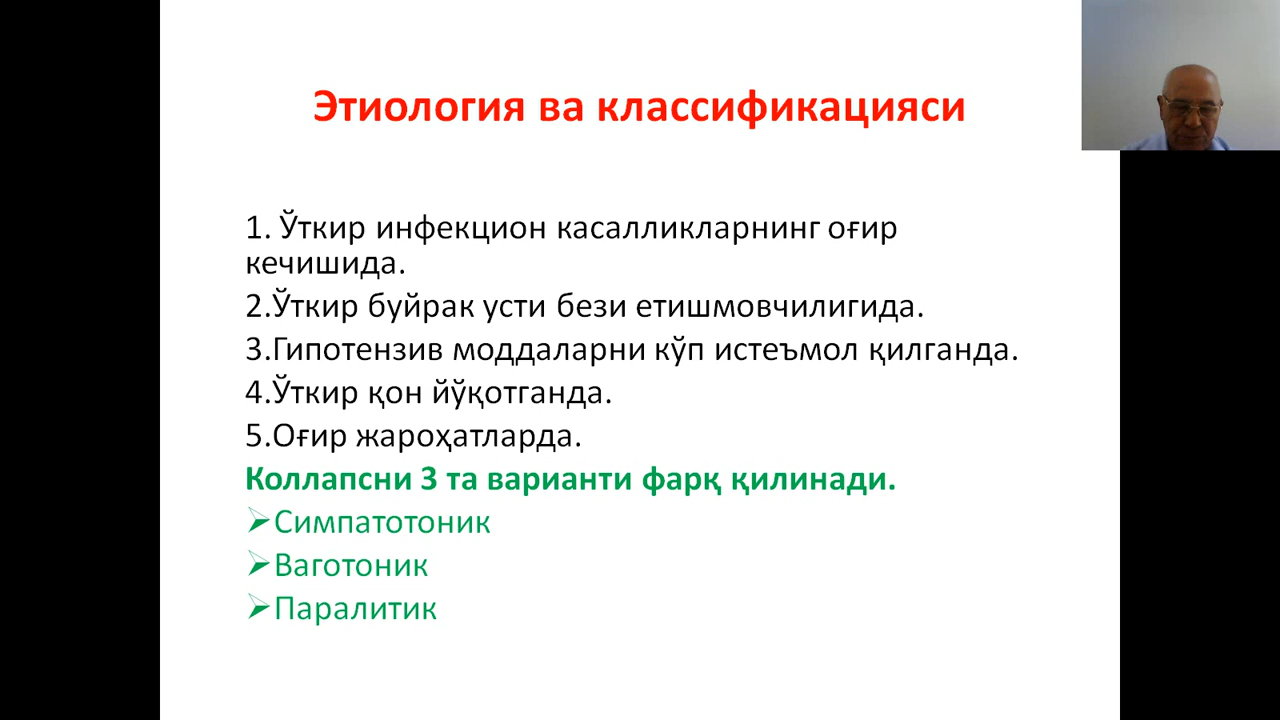 Этиология ва классификацияси
1. Ўткир инфекцион касалликларнинг оғир
кечишида.
2.Ўткир буйрак усти бези етишмовчилигида.
3.Гипотензив моддаларни кўп истеъмол қилганда.
4.Ўткир қон йўқотганда.
5.Оғир жароҳатларда.
Коллапсни 3 та варианти фарқ қилинади.
➢Симпатотоник
➢Ваготоник
➢Паралитик